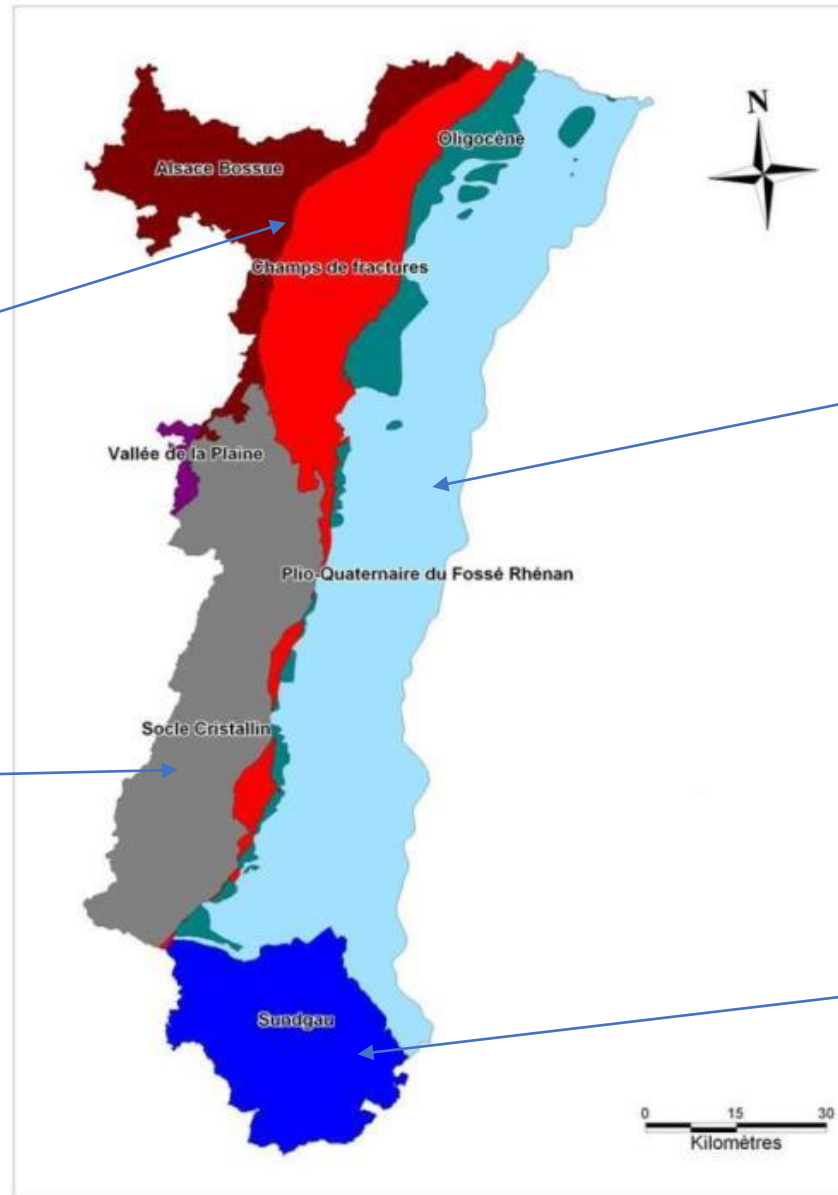 N
Oligocène
Alsace Bossue
Champs de fractures
Vallée de la Plaine
Plio-Quaternaire du Fossé Rhénan
Socle Cristallin
Sundgau
0 15 30
Kilomètres